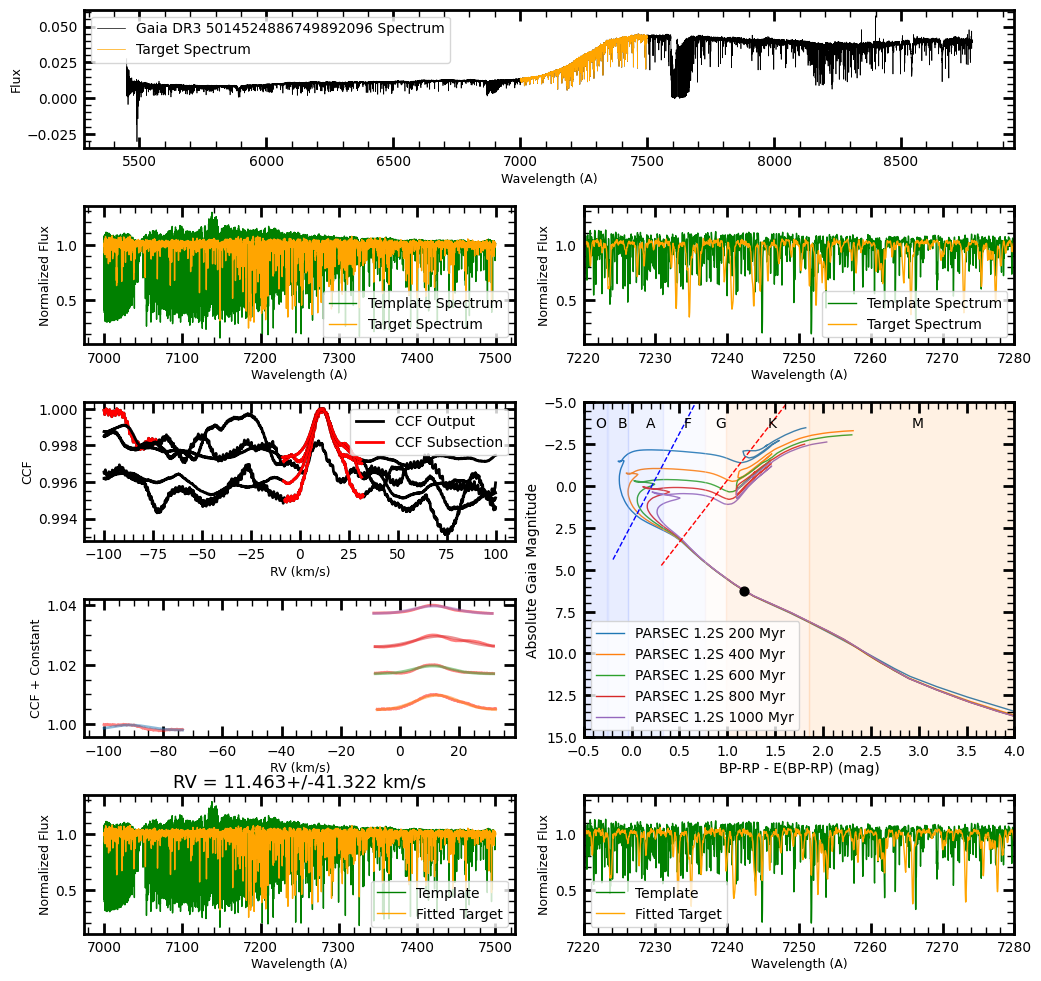 Gaia DR3 5014524886749892096 Spectrum
Target Spectrum
Flux
0.050
0.025
0.000
−0.025
5500 6000 6500 7000 7500 8000 8500
Wavelength (A)
Normalized Flux
1.0
0.5
Template Spectrum
Target Spectrum
7000 7100 7200 7300 7400 7500
Wavelength (A)
Normalized Flux
1.0
0.5
Template Spectrum
Target Spectrum
7220 7230 7240 7250 7260 7270 7280
Wavelength (A)
CCF
1.000
0.998
0.996
0.994
CCF Output
CCF Subsection
−100 −75 −50 −25 0 25 50 75 100
RV (km/s)
CCF + Constant
1.04
1.02
1.00
−100 −80 −60 −40 −20 0 20
RV (km/s)
Absolute Gaia Magnitude
−5.0
−2.5
0.0
2.5
5.0
7.5
10.0
12.5
15.0
O B A F G K M
PARSEC 1.2S 200 Myr
PARSEC 1.2S 400 Myr
PARSEC 1.2S 600 Myr
PARSEC 1.2S 800 Myr
PARSEC 1.2S 1000 Myr
−0.5 0.0 0.5 1.0 1.5 2.0 2.5 3.0 3.5 4.0
BP-RP - E(BP-RP) (mag)
RV = 11.463+/-41.322 km/s
Normalized Flux
1.0
0.5
Template
Fitted Target
7000 7100 7200 7300 7400 7500
Wavelength (A)
Normalized Flux
1.0
0.5
Template
Fitted Target
7220 7230 7240 7250 7260 7270 7280
Wavelength (A)